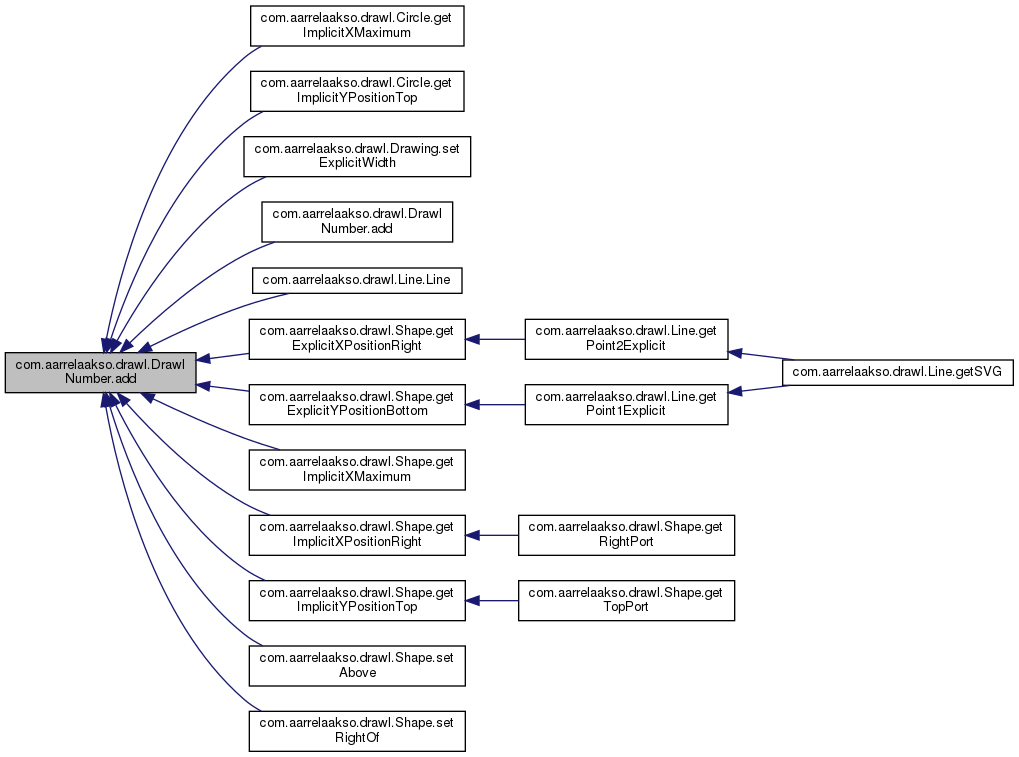 com.aarrelaakso.drawl.Circle.get
ImplicitXMaximum
com.aarrelaakso.drawl.Circle.get
ImplicitYPositionTop
com.aarrelaakso.drawl.Drawing.set
ExplicitWidth
com.aarrelaakso.drawl.Drawl
Number.add
com.aarrelaakso.drawl.Line.Line
com.aarrelaakso.drawl.Shape.get
ExplicitXPositionRight
com.aarrelaakso.drawl.Line.get
Point2Explicit
com.aarrelaakso.drawl.Drawl
Number.add
com.aarrelaakso.drawl.Line.getSVG
com.aarrelaakso.drawl.Shape.get
ExplicitYPositionBottom
com.aarrelaakso.drawl.Line.get
Point1Explicit
com.aarrelaakso.drawl.Shape.get
ImplicitXMaximum
com.aarrelaakso.drawl.Shape.get
ImplicitXPositionRight
com.aarrelaakso.drawl.Shape.get
RightPort
com.aarrelaakso.drawl.Shape.get
ImplicitYPositionTop
com.aarrelaakso.drawl.Shape.get
TopPort
com.aarrelaakso.drawl.Shape.set
Above
com.aarrelaakso.drawl.Shape.set
RightOf